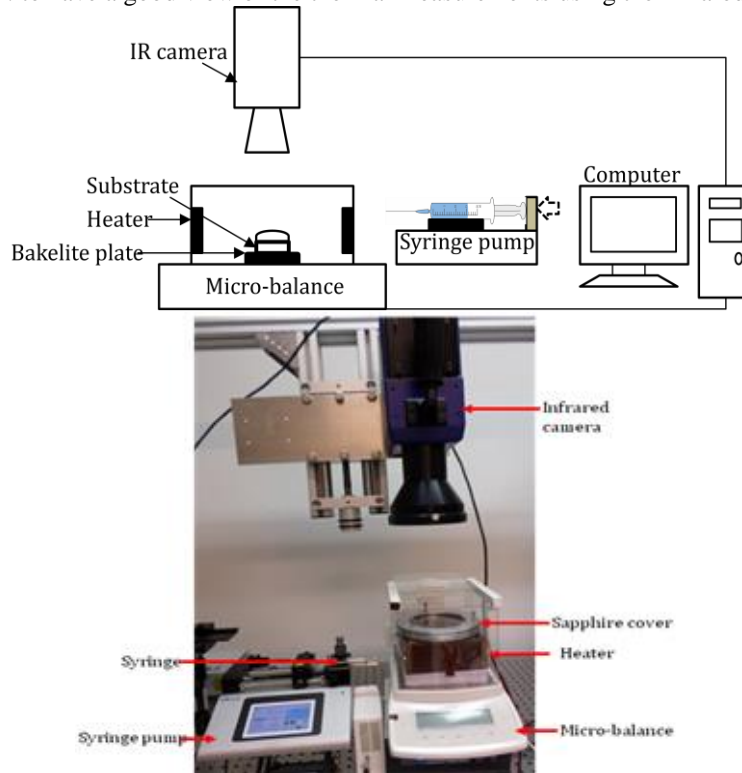 IR camera
Substrate
Heater
Bakelite plate
Micro-balance
Syringe pump
Computer
Infrared
camera
Sapphire cover
Heater
Syringe
Syringe pump
Micro-balance